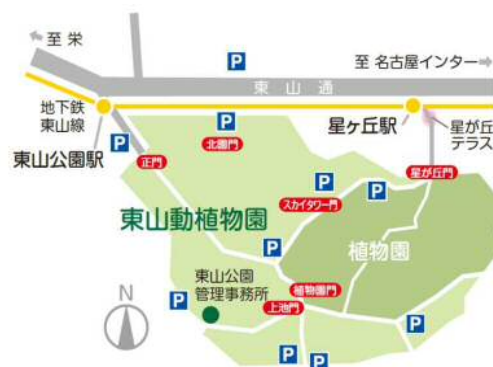 至 栄
P
至 名古屋インター
東山通
地下鉄
東山線
東山公園駅
星ヶ丘駅
星が丘
テラス
P
P
正門
北園門
星が丘門
P
スカイタワー門
P
東山動植物園
植物園
P
東山公園
管理事務所
植物園門
上池門
P
N
P
P
P
P